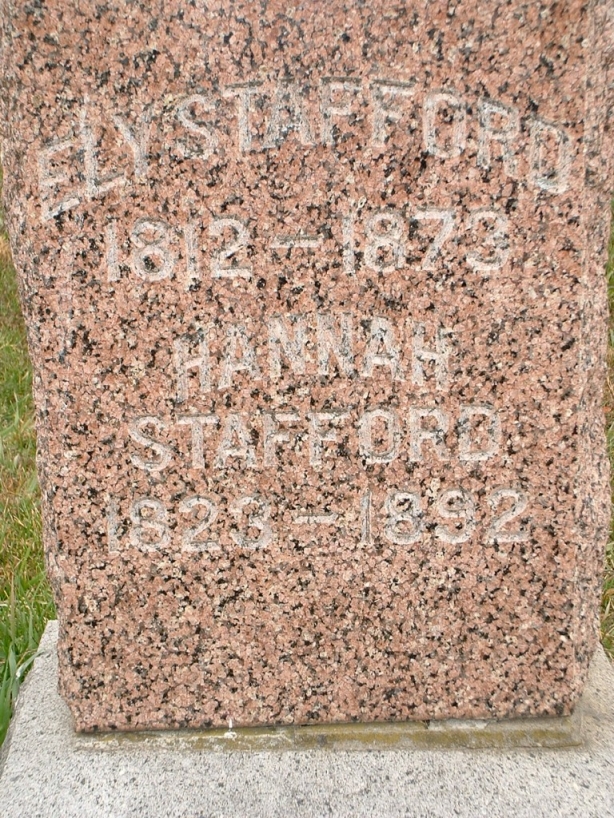 ELY STAFFORD
1812 – 1873
HANNAH
STAFFORD
1823 – 1892